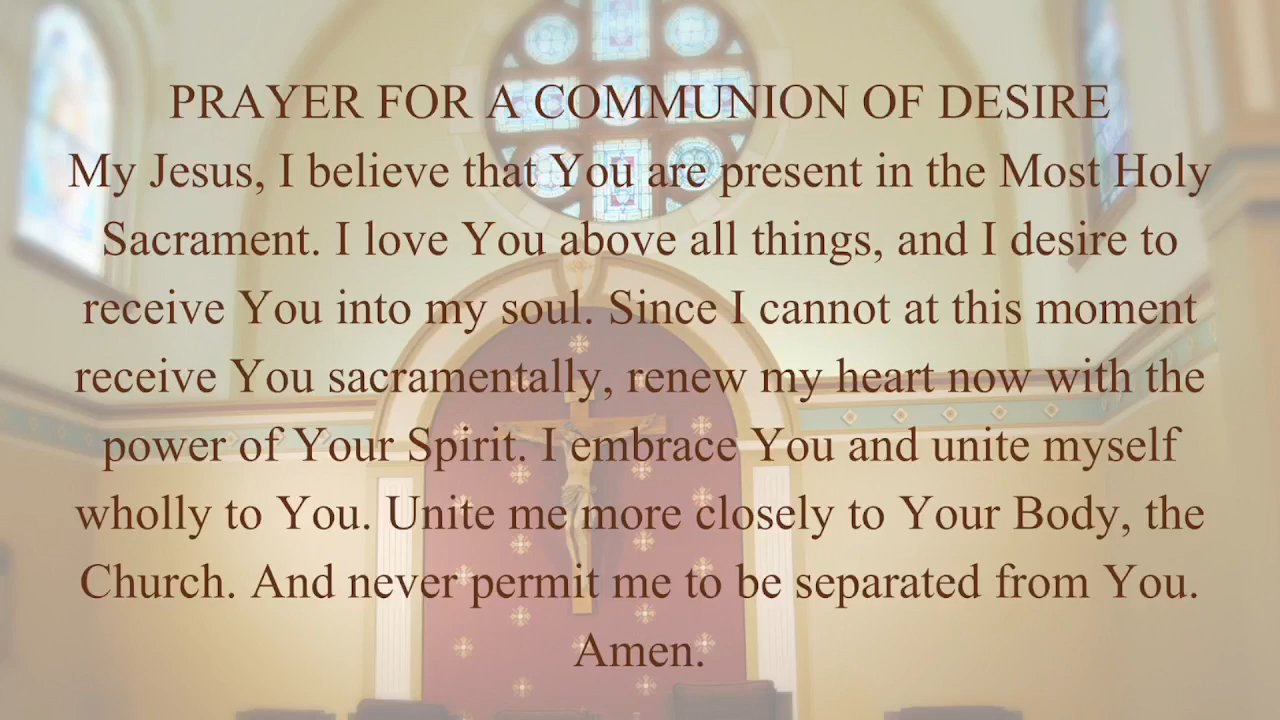 PRAYER FOR A COMMUNION OF DESIRE
My Jesus, I believe that You are present in the Most Holy
Sacrament. I love You above all things, and I desire to
receive You into my soul. Since I cannot at this moment
receive You sacramentally, renew my heart now with the
power of Your Spirit. I embrace You and unite myself
wholly to You. Unite me more closely to Your Body, the
Church. And never permit me to be separated from You.
Amen.